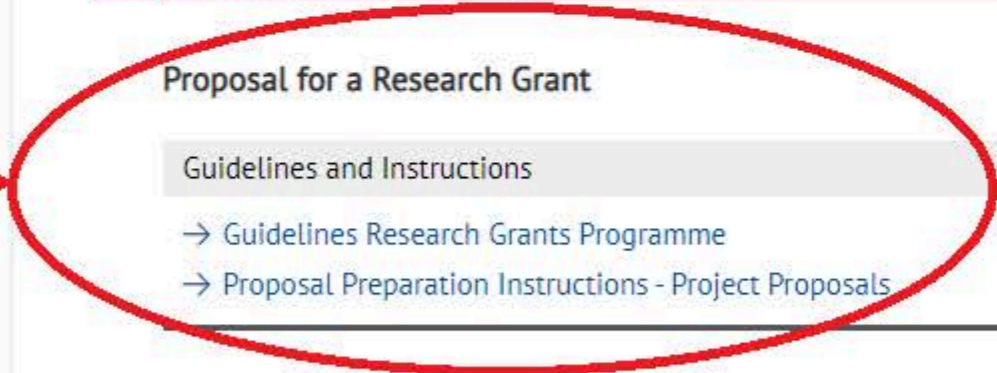 Proposal for a Research Grant
Guidelines and Instructions
→ Guidelines Research Grants Programme
→ Proposal Preparation Instructions - Project Proposals